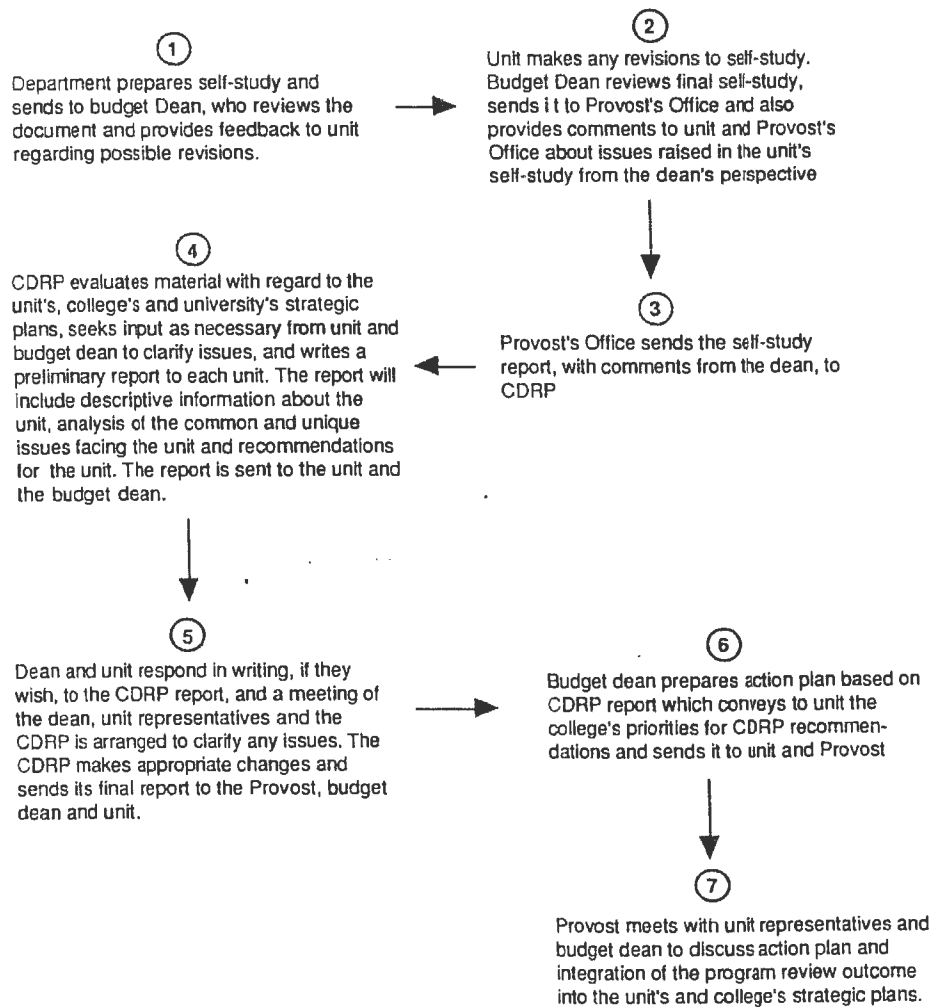 1
Department prepares self-study and
sends to budget Dean, who reviews the
document and provides feedback to unit
regarding possible revisions.
2
Unit makes any revisions to self-study.
Budget Dean reviews final self-study,
sends it to Provost's Office and also
provides comments to unit and Provost's
Office about issues raised in the unit's
self-study from the dean's perspective
3
Provost's Office sends the self-study
report, with comments from the dean, to
CDRP
4
CDRP evaluates material with regard to the
unit's, college's and university's strategic
plans, seeks input as necessary from unit and
budget dean to clarify issues, and writes a
preliminary report to each unit. The report will
include descriptive information about the
unit, analysis of the common and unique
issues facing the unit and recommendations
for the unit. The report is sent to the unit and
the budget dean.
5
Dean and unit respond in writing, if they
wish, to the CDRP report, and a meeting of
the dean, unit representatives and the
CDRP is arranged to clarify any issues. The
CDRP makes appropriate changes and
sends its final report to the Provost, budget
dean and unit.
6
Budget dean prepares action plan based on
CDRP report which conveys to unit the
college's priorities for CDRP recommen-
dations and sends it to unit and Provost
7
Provost meets with unit representatives and
budget dean to discuss action plan and
integration of the program review outcome
into the unit's and college's strategic plans.